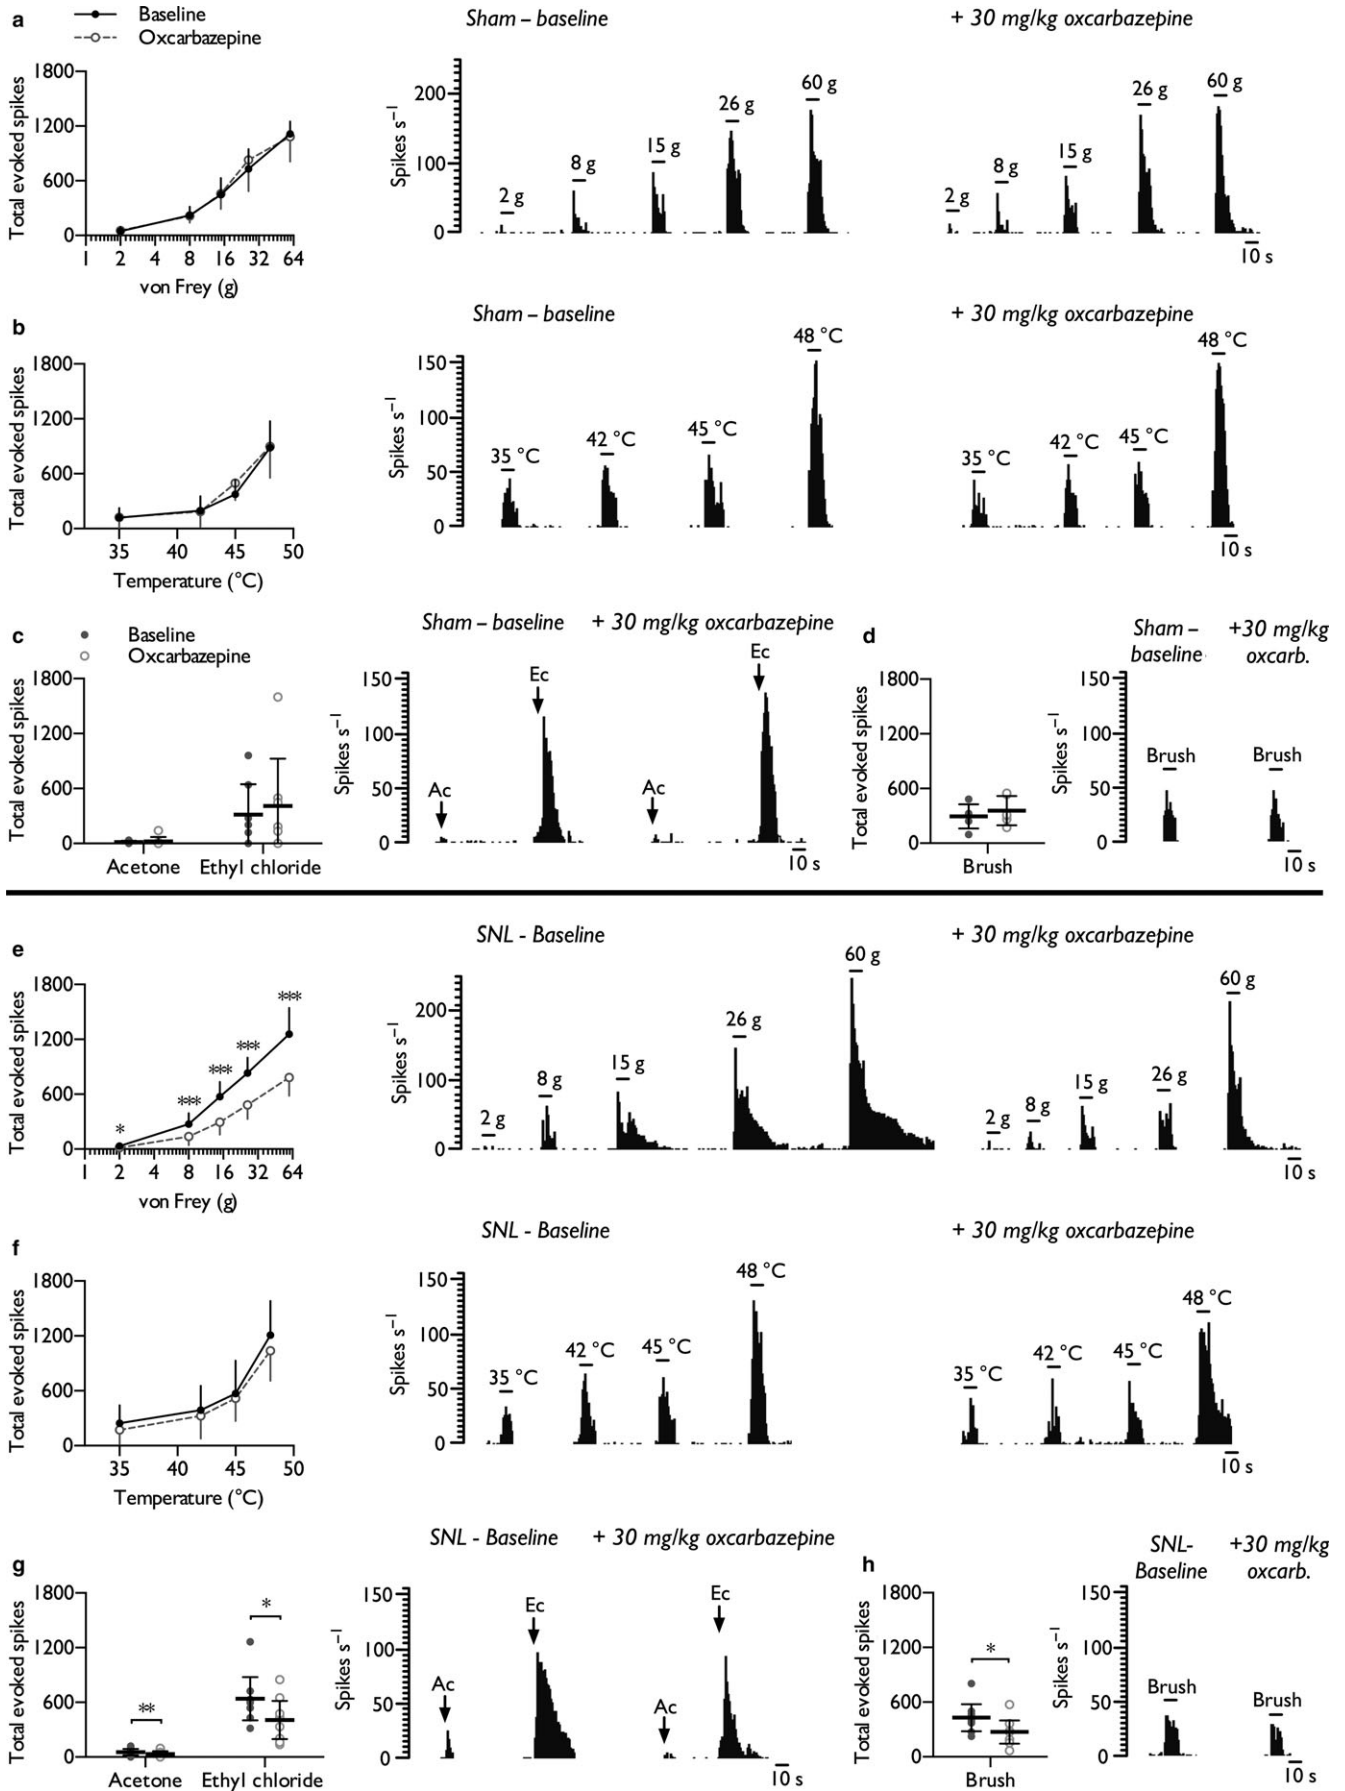 a
Baseline
Oxcarbazepine
Sham – baseline
+ 30 mg/kg oxcarbazepine
Total evoked spikes
1800
1200
600
0
1 2 4 8 16 32 64
von Frey (g)
Spikes s⁻¹
200
100
0
2 g
8 g
15 g
26 g
60 g
2 g
8 g
15 g
26 g
60 g
10 s
b
Sham – baseline
+ 30 mg/kg oxcarbazepine
Total evoked spikes
1800
1200
600
0
35 40 45 50
Temperature (°C)
Spikes s⁻¹
150
100
50
0
35 °C
42 °C
45 °C
48 °C
35 °C
42 °C
45 °C
48 °C
10 s
c
Baseline
Oxcarbazepine
Sham – baseline
+ 30 mg/kg oxcarbazepine
Total evoked spikes
1800
1200
600
0
Acetone Ethyl chloride
Spikes s⁻¹
150
100
50
0
Ac
Ec
Ac
Ec
10 s
d
Sham –
baseline
+30 mg/kg
oxcarb.
Total evoked spikes
1800
1200
600
0
Brush
Spikes s⁻¹
150
100
50
0
Brush
Brush
10 s
e
SNL - Baseline
+ 30 mg/kg oxcarbazepine
Total evoked spikes
1800
1200
600
0
*
***
***
***
***
1 2 4 8 16 32 64
von Frey (g)
Spikes s⁻¹
200
100
0
2 g
8 g
15 g
26 g
60 g
2 g
8 g
15 g
26 g
60 g
10 s
f
SNL - Baseline
+ 30 mg/kg oxcarbazepine
Total evoked spikes
1800
1200
600
0
35 40 45 50
Temperature (°C)
Spikes s⁻¹
150
100
50
0
35 °C
42 °C
45 °C
48 °C
35 °C
42 °C
45 °C
48 °C
10 s
g
SNL - Baseline
+ 30 mg/kg oxcarbazepine
Total evoked spikes
1800
1200
600
0
**
*
Acetone Ethyl chloride
Spikes s⁻¹
150
100
50
0
Ac
Ec
Ac
Ec
10 s
h
SNL-
Baseline
+30 mg/kg
oxcarb.
Total evoked spikes
1800
1200
600
0
*
Brush
Spikes s⁻¹
150
100
50
0
Brush
Brush
10 s